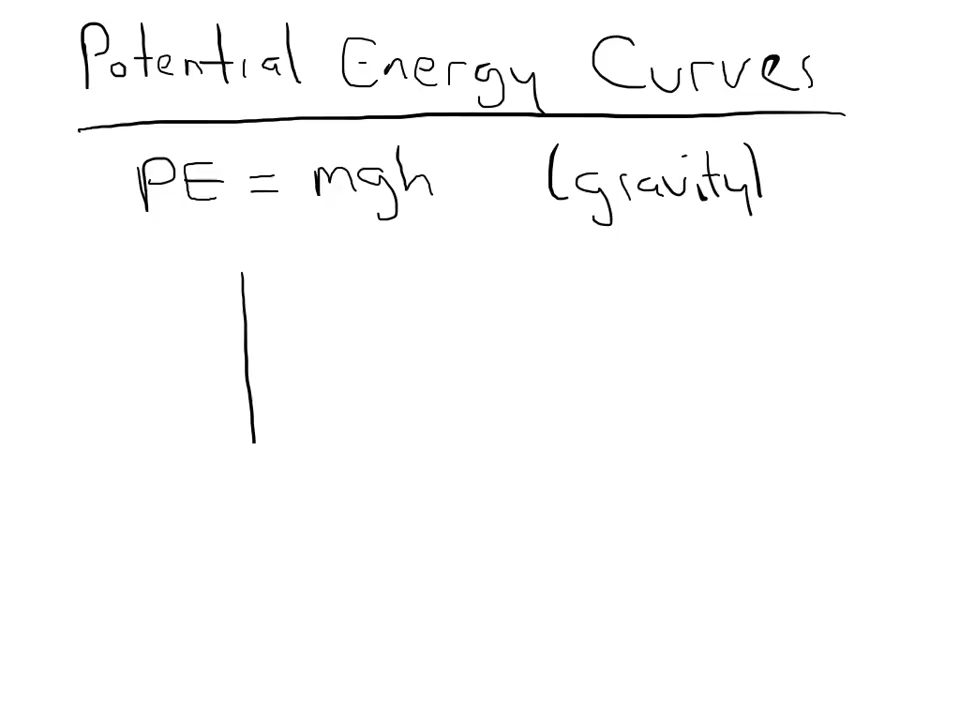 Potential Energy Curves
PE = mgh (gravity)